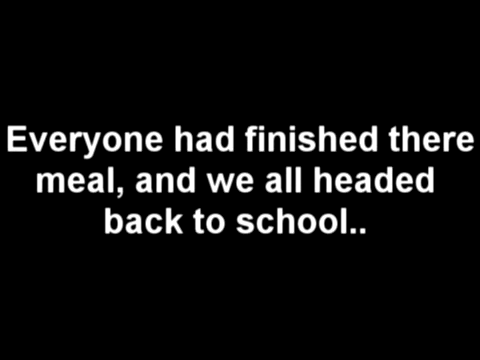 Everyone had finished there
meal, and we all headed
back to school..